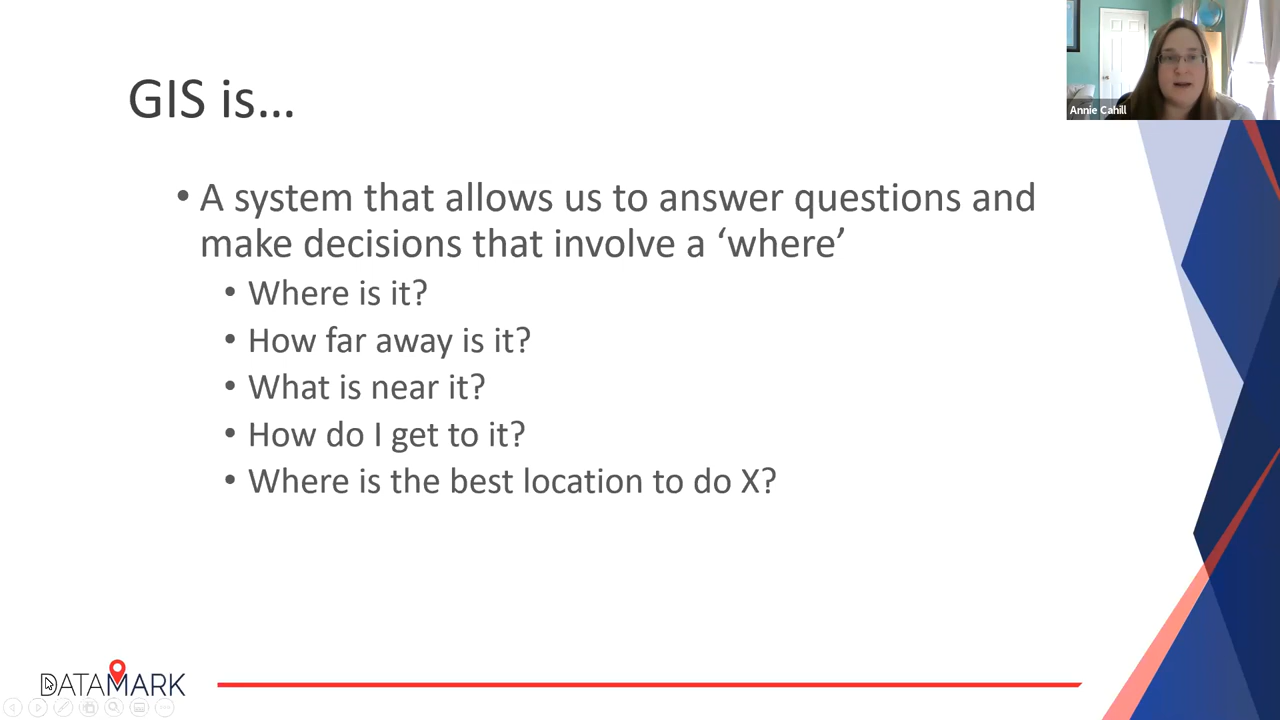 GIS is…
Annie Cahill
• A system that allows us to answer questions and
make decisions that involve a ‘where’
• Where is it?
• How far away is it?
• What is near it?
• How do I get to it?
• Where is the best location to do X?
DATAMARK